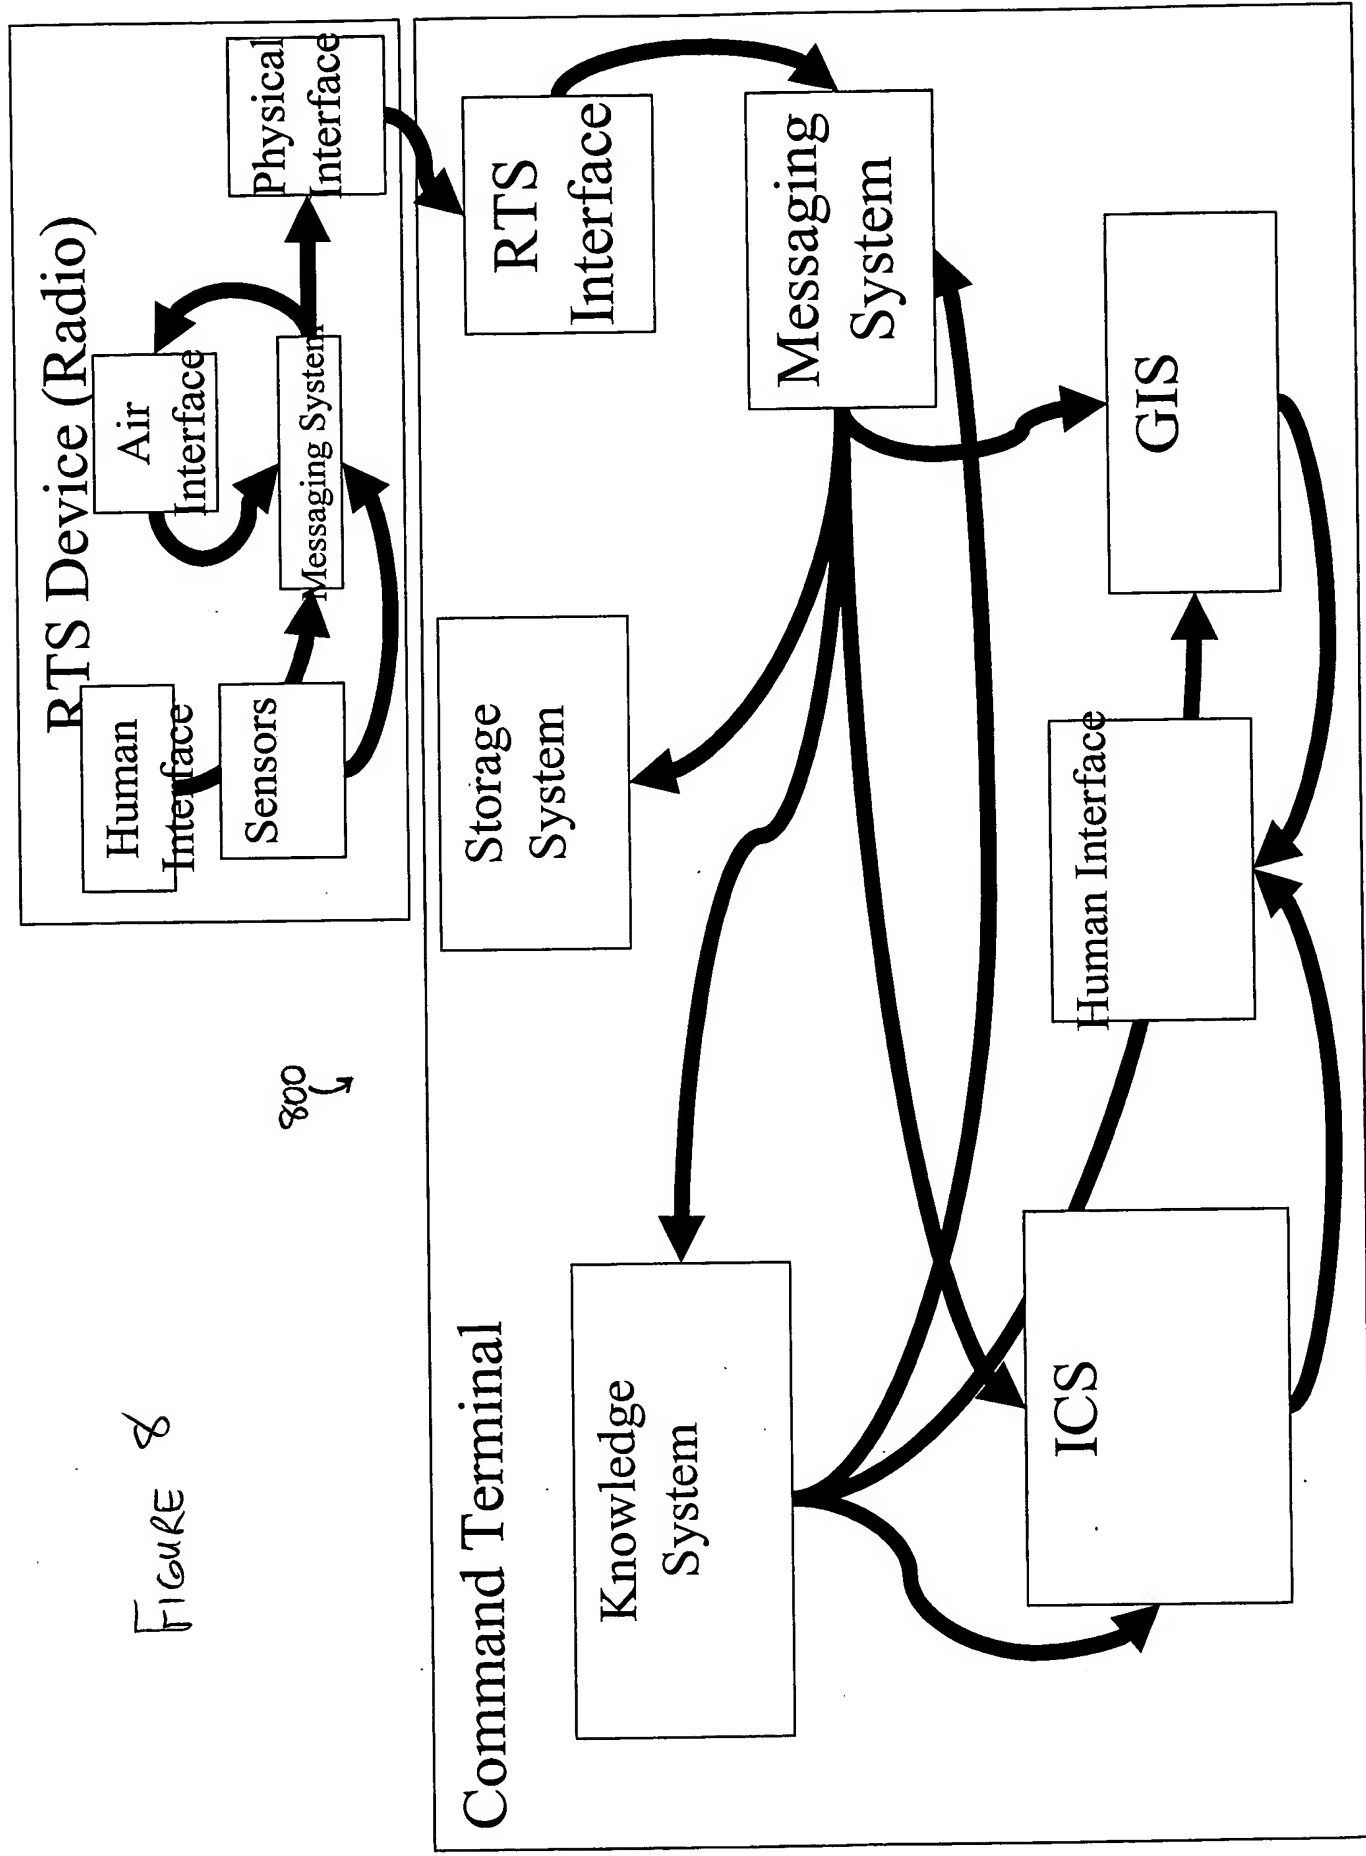 FIGURE 8
800
RTS Device (Radio)
Human
Interface
Sensors
Air
Interface
Messaging System
Physical
Interface
Command Terminal
Knowledge
System
Storage
System
RTS
Interface
Messaging
System
ICS
Human Interface
GIS